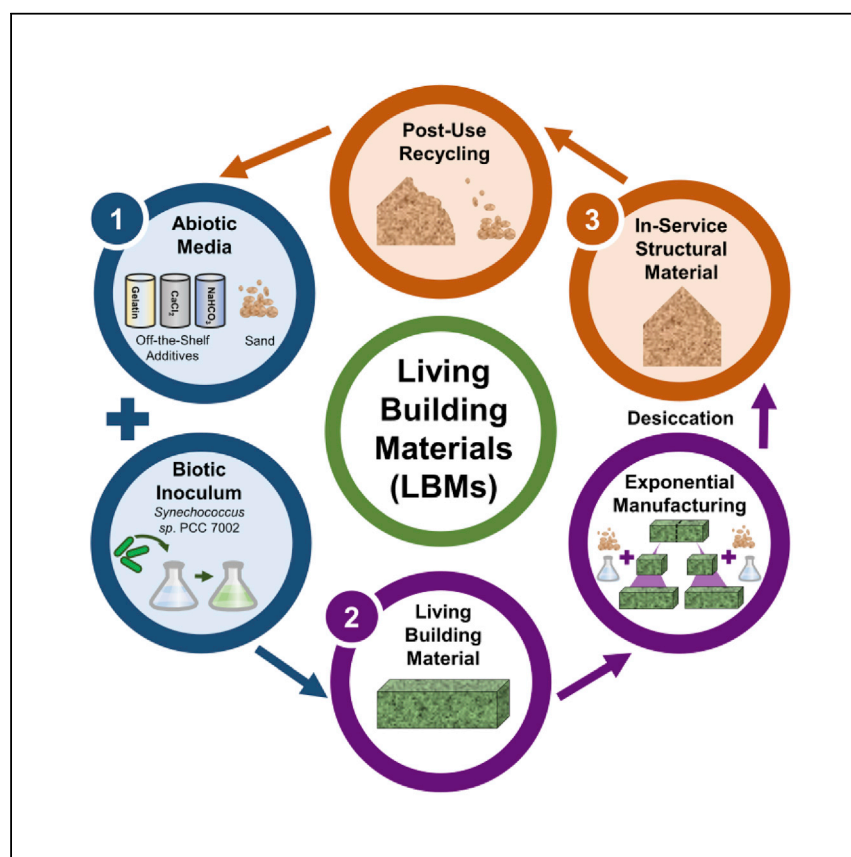 Post-Use
Recycling
1
Abiotic
Media
Gelatin
CaCl₂
NaHCO₃
Off-the-Shelf
Additives
Sand
3
In-Service
Structural
Material
Living
Building
Materials
(LBMs)
+
Desiccation
Biotic
Inoculum
Synechococcus
sp. PCC 7002
Exponential
Manufacturing
+ +
2
Living
Building
Material